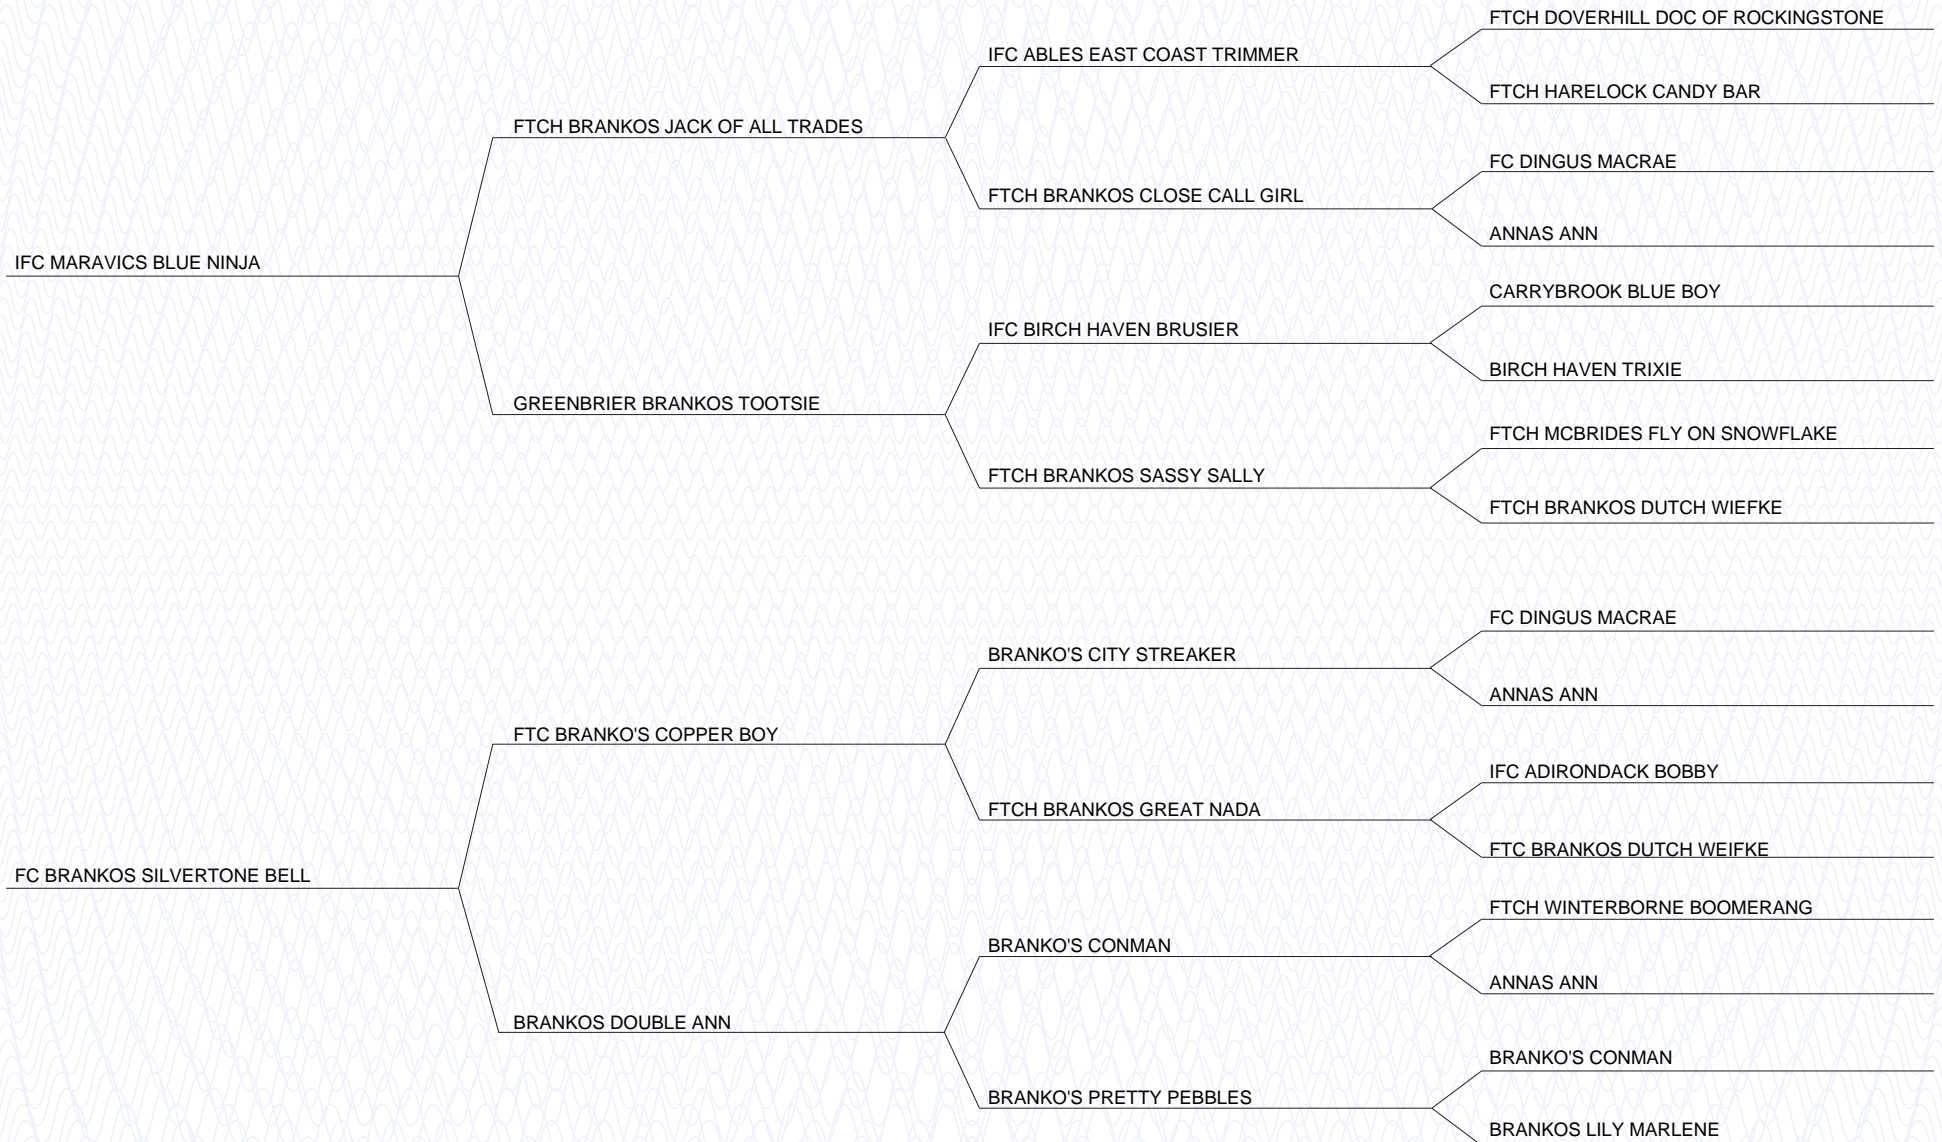 FTCH DOVERHILL DOC OF ROCKINGSTONE
IFC ABLES EAST COAST TRIMMER
FTCH HARELOCK CANDY BAR
FTCH BRANKOS JACK OF ALL TRADES
FC DINGUS MACRAE
FTCH BRANKOS CLOSE CALL GIRL
ANNAS ANN
IFC MARAVICS BLUE NINJA
CARRYBROOK BLUE BOY
IFC BIRCH HAVEN BRUSIER
BIRCH HAVEN TRIXIE
GREENBRIER BRANKOS TOOTSIE
FTCH MCBRIDES FLY ON SNOWFLAKE
FTCH BRANKOS SASSY SALLY
FTCH BRANKOS DUTCH WIEFKE
FC DINGUS MACRAE
BRANKO'S CITY STREAKER
ANNAS ANN
FTC BRANKO'S COPPER BOY
IFC ADIRONDACK BOBBY
FTCH BRANKOS GREAT NADA
FTC BRANKOS DUTCH WEIFKE
FC BRANKOS SILVERTONE BELL
FTCH WINTERBORNE BOOMERANG
BRANKO'S CONMAN
ANNAS ANN
BRANKOS DOUBLE ANN
BRANKO'S CONMAN
BRANKO'S PRETTY PEBBLES
BRANKOS LILY MARLENE